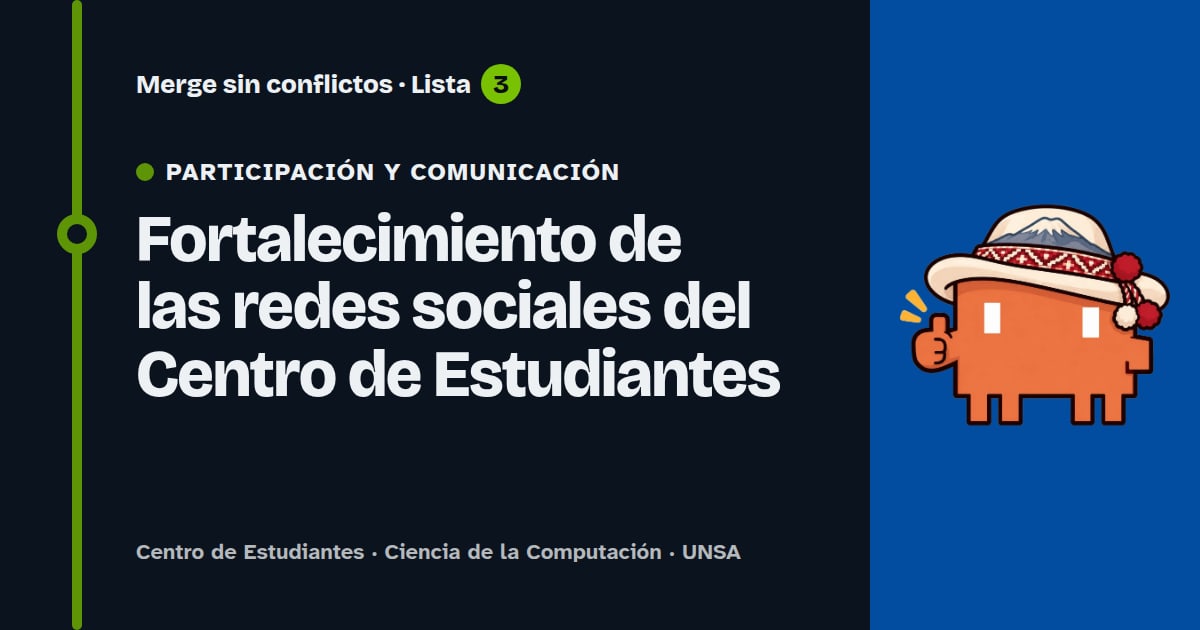 Merge sin conflictos · Lista 3
PARTICIPACIÓN Y COMUNICACIÓN
Fortalecimiento de
las redes sociales del
Centro de Estudiantes
Centro de Estudiantes · Ciencia de la Computación · UNSA